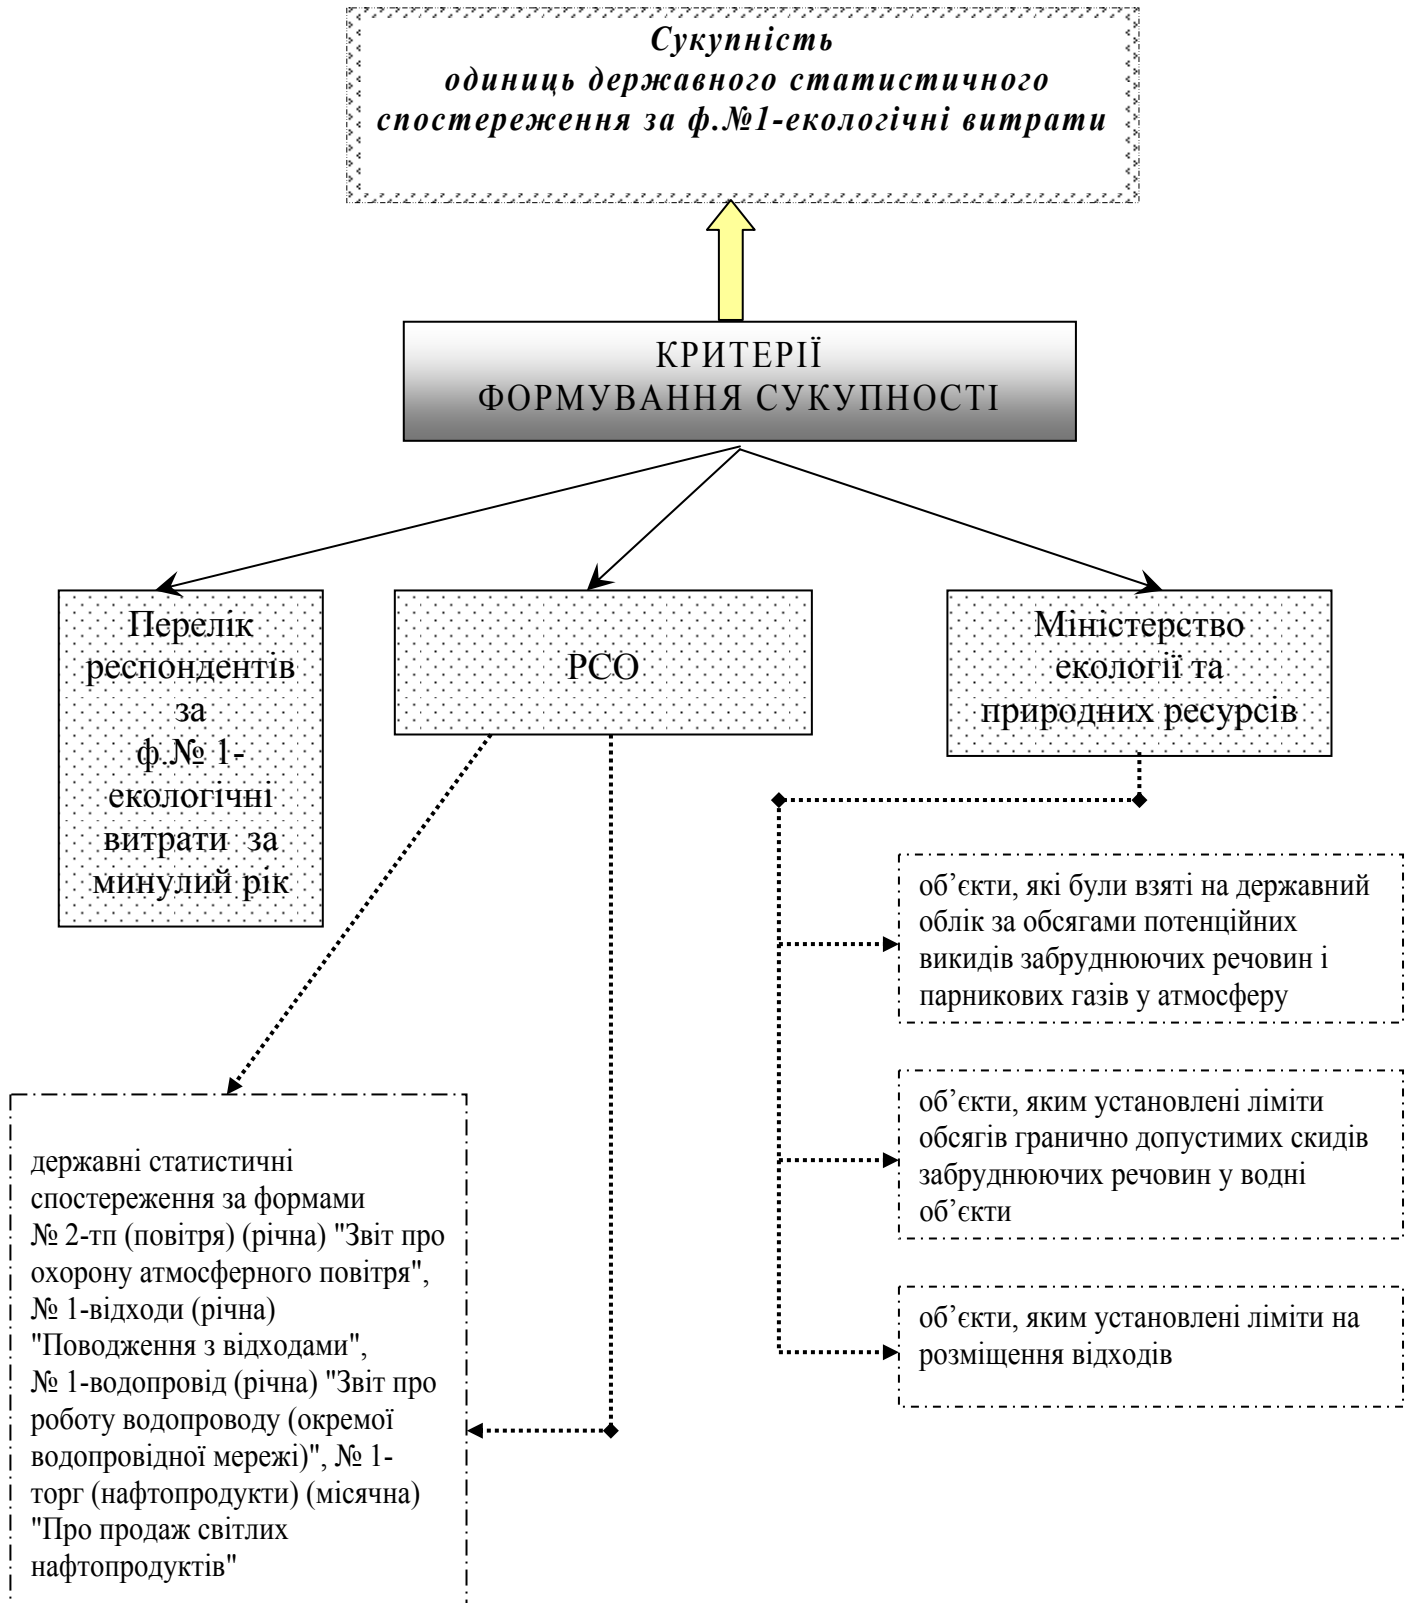 Сукупність
одиниць державного статистичного
спостереження за ф.№1-екологічні витрати
КРИТЕРІЇ
ФОРМУВАННЯ СУКУПНОСТІ
Перелік
респондентів
за
ф.№ 1-
екологічні
витрати за
минулий рік
РСО
Міністерство
екології та
природних ресурсів
об’єкти, які були взяті на державний
облік за обсягами потенційних
викидів забруднюючих речовин і
парникових газів у атмосферу
об’єкти, яким установлені ліміти
обсягів гранично допустимих скидів
забруднюючих речовин у водні
об’єкти
об’єкти, яким установлені ліміти на
розміщення відходів
державні статистичні
спостереження за формами
№ 2-тп (повітря) (річна) "Звіт про
охорону атмосферного повітря",
№ 1-відходи (річна)
"Поводження з відходами",
№ 1-водопровід (річна) "Звіт про
роботу водопроводу (окремої
водопровідної мережі)", № 1-
торг (нафтопродукти) (місячна)
"Про продаж світлих
нафтопродуктів"